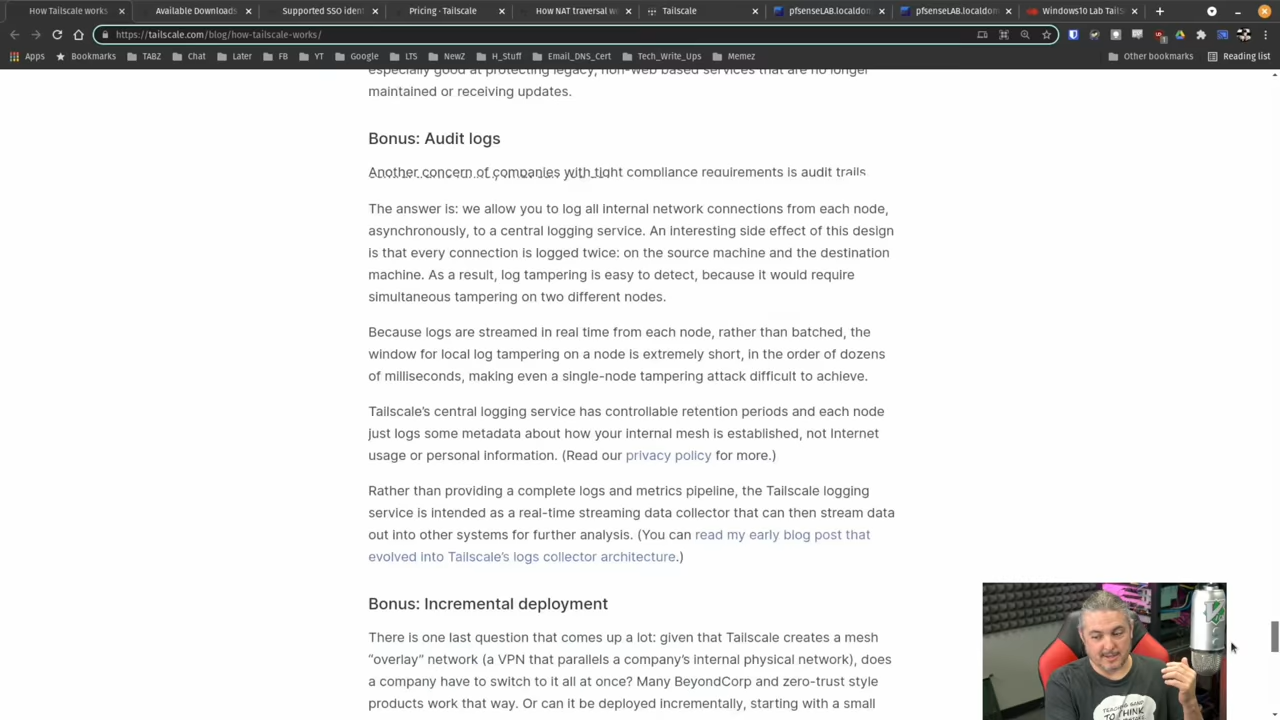 How Tailscale works
Available Downloads
Supported SSO ident
Pricing · Tailscale
How NAT traversal w
Tailscale
pfsenseLAB.localdom
pfsenseLAB.localdom
Windows10 Lab TailS
https://tailscale.com/blog/how-tailscale-works/
Apps
Bookmarks
TABZ
Chat
Later
FB
YT
Google
LTS
NewZ
H_Stuff
Email_DNS_Cert
Tech_Write_Ups
Memez
Other bookmarks
Reading list
especially good at protecting legacy, non-web based services that are no longer
maintained or receiving updates.
Bonus: Audit logs
Another concern of companies with tight compliance requirements is audit trails
The answer is: we allow you to log all internal network connections from each node,
asynchronously, to a central logging service. An interesting side effect of this design
is that every connection is logged twice: on the source machine and the destination
machine. As a result, log tampering is easy to detect, because it would require
simultaneous tampering on two different nodes.
Because logs are streamed in real time from each node, rather than batched, the
window for local log tampering on a node is extremely short, in the order of dozens
of milliseconds, making even a single-node tampering attack difficult to achieve.
Tailscale’s central logging service has controllable retention periods and each node
just logs some metadata about how your internal mesh is established, not Internet
usage or personal information. (Read our privacy policy for more.)
Rather than providing a complete logs and metrics pipeline, the Tailscale logging
service is intended as a real-time streaming data collector that can then stream data
out into other systems for further analysis. (You can read my early blog post that
evolved into Tailscale’s logs collector architecture.)
Bonus: Incremental deployment
There is one last question that comes up a lot: given that Tailscale creates a mesh
“overlay” network (a VPN that parallels a company’s internal physical network), does
a company have to switch to it all at once? Many BeyondCorp and zero-trust style
products work that way. Or can it be deployed incrementally, starting with a small
TO THINK